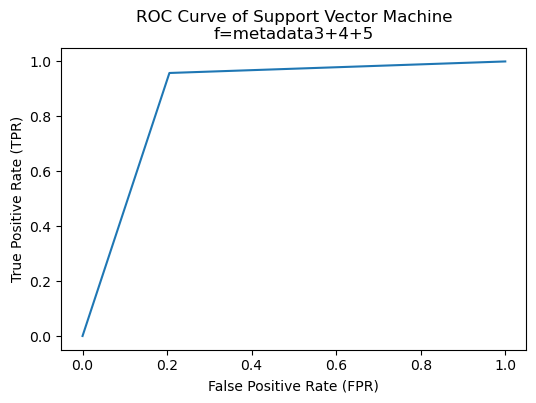 ROC Curve of Support Vector Machine
f=metadata3+4+5
True Positive Rate (TPR)
1.0
0.8
0.6
0.4
0.2
0.0
0.0 0.2 0.4 0.6 0.8 1.0
False Positive Rate (FPR)